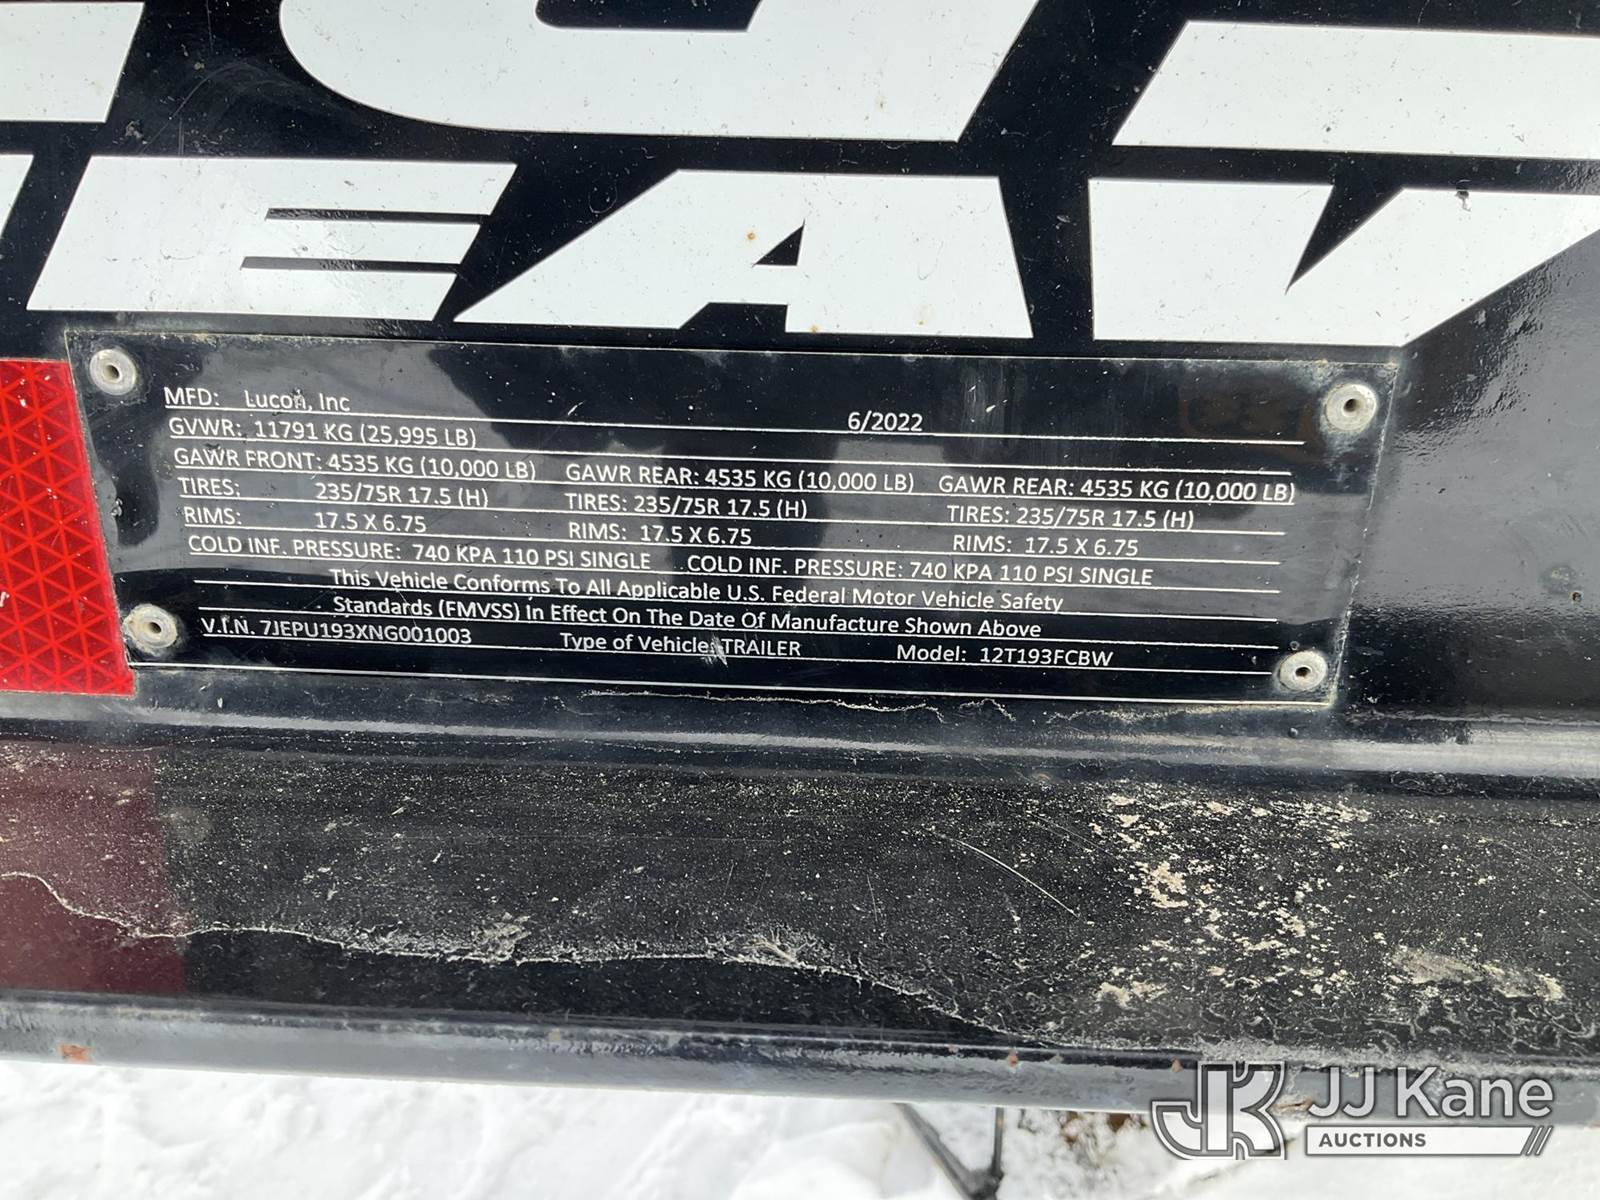 EAV
MFD: Lucon, Inc 6/2022
GVWR: 11791 KG (25,995 LB)
GAWR FRONT: 4535 KG (10,000 LB) GAWR REAR: 4535 KG (10,000 LB) GAWR REAR: 4535 KG (10,000 LB)
TIRES: 235/75R 17.5 (H) TIRES: 235/75R 17.5 (H) TIRES: 235/75R 17.5 (H)
RIMS: 17.5 X 6.75 RIMS: 17.5 X 6.75 RIMS: 17.5 X 6.75
COLD INF. PRESSURE: 740 KPA 110 PSI SINGLE COLD INF. PRESSURE: 740 KPA 110 PSI SINGLE
This Vehicle Conforms To All Applicable U.S. Federal Motor Vehicle Safety
Standards (FMVSS) In Effect On The Date Of Manufacture Shown Above
V.I.N. 7JEPU193XNG001003 Type of Vehicle: TRAILER Model: 12T193FCBW
JK JJ Kane
AUCTIONS